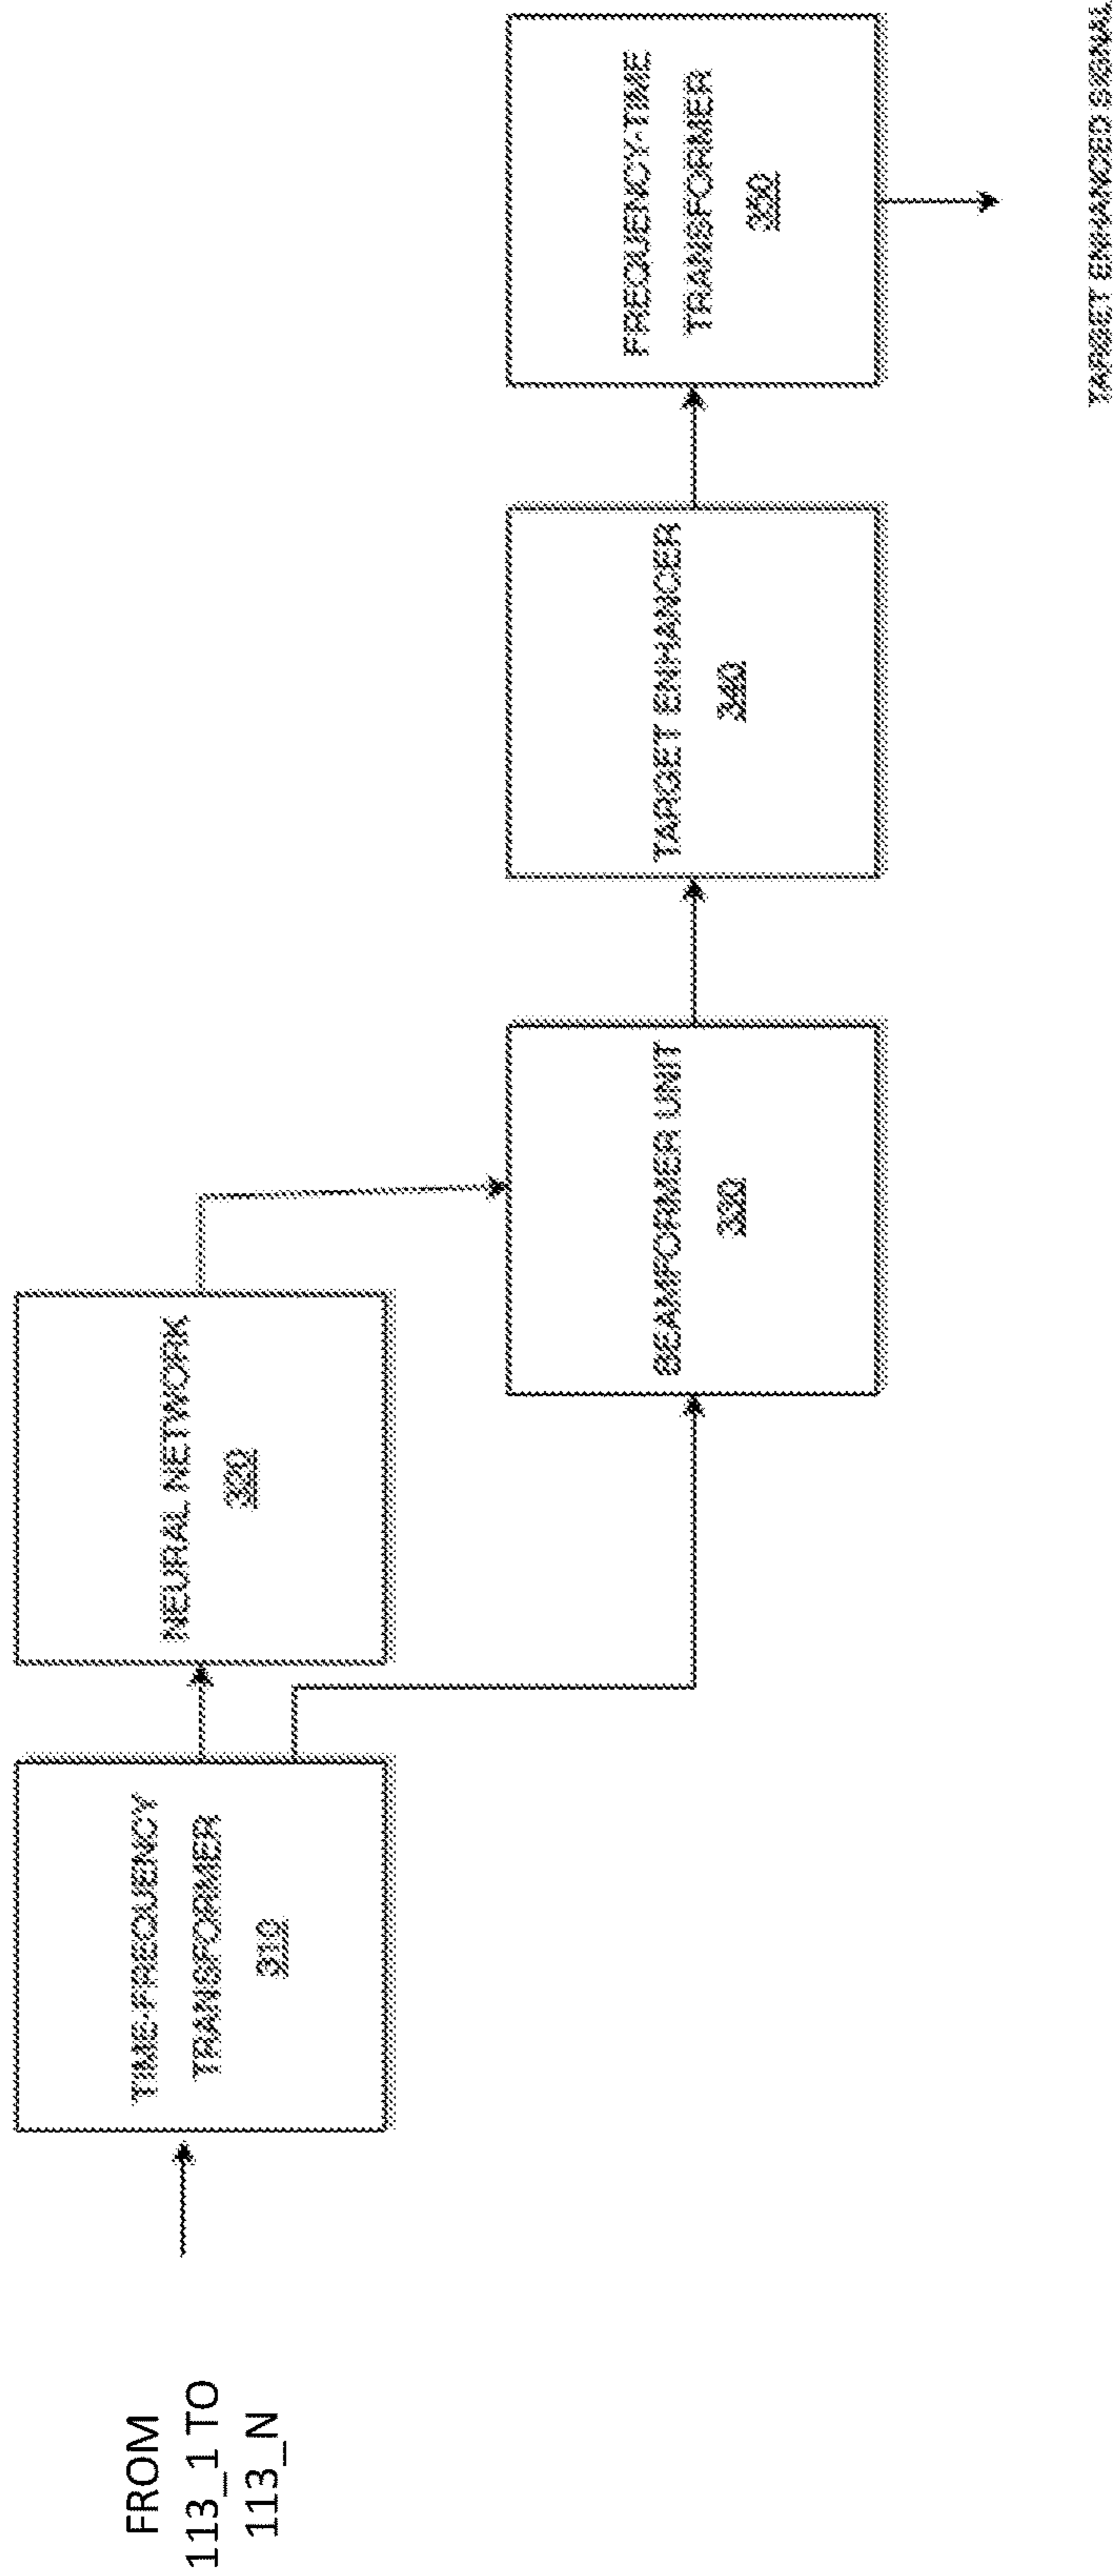 FROM
113_1 TO
113_N
TIME-FREQUENCY
TRANSFORMER
310
NEURAL NETWORK
320
BEAMFORMER UNIT
330
TARGET ENHANCER
340
FREQUENCY-TIME
TRANSFORMER
350
TARGET ENHANCED SIGNAL